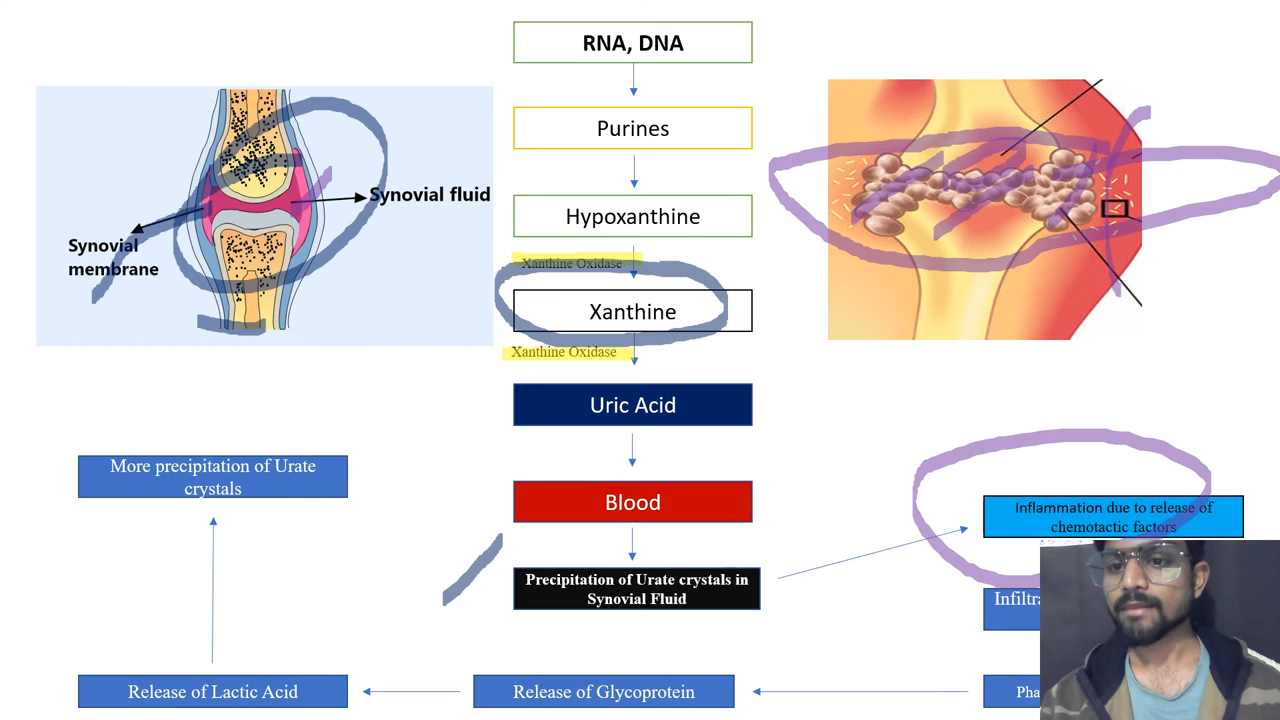 RNA, DNA
Purines
Synovial fluid
Hypoxanthine
Synovial
membrane
Xanthine Oxidase
Xanthine
Xanthine Oxidase
Uric Acid
More precipitation of Urate
crystals
Blood
Inflammation due to release of
chemotactic factors
Precipitation of Urate crystals in
Synovial Fluid
Release of Lactic Acid
Release of Glycoprotein